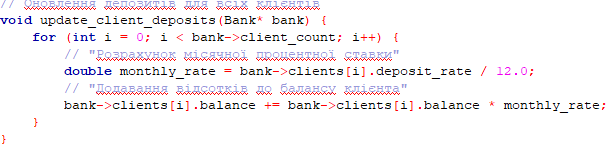 // Оновлення депозитів для всіх клієнтів
void update_client_deposits(Bank* bank) {
for (int i = 0; i < bank->client_count; i++) {
// "Розрахунок місячної процентної ставки"
double monthly_rate = bank->clients[i].deposit_rate / 12.0;
// "Додавання відсотків до балансу клієнта"
bank->clients[i].balance += bank->clients[i].balance * monthly_rate;
}
}